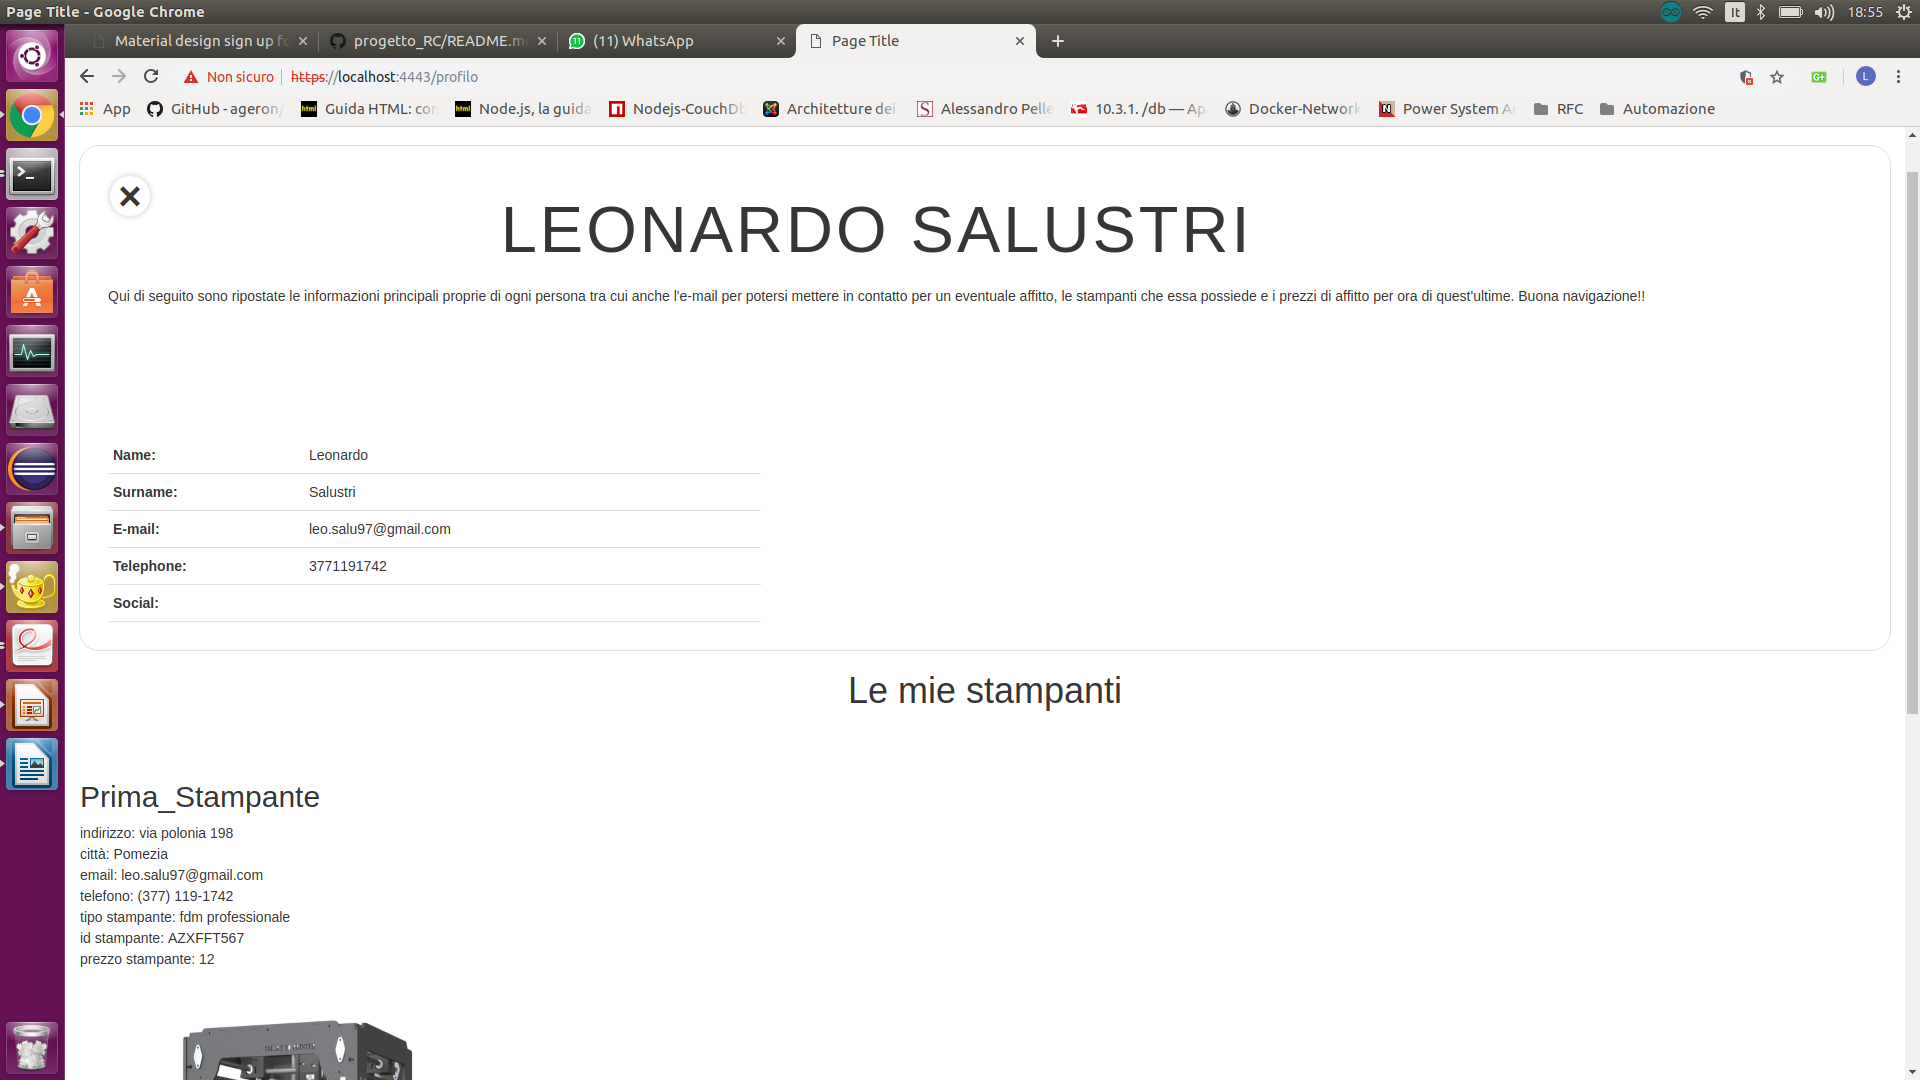 Page Title - Google Chrome
It
18:55
Material design sign up fo
progetto_RC/README.m
(11) WhatsApp
Page Title
Non sicuro
https://localhost:4443/profilo
L
App
GitHub - ageron/
Guida HTML: con
Node.js, la guida
Nodejs-CouchDb
Architetture dei
Alessandro Pelle
10.3.1. /db — Ap
Docker-Network
Power System A
RFC
Automazione
LEONARDO SALUSTRI
Qui di seguito sono ripostate le informazioni principali proprie di ogni persona tra cui anche l'e-mail per potersi mettere in contatto per un eventuale affitto, le stampanti che essa possiede e i prezzi di affitto per ora di quest'ultime. Buona navigazione!!
Name: Leonardo
Surname: Salustri
E-mail: leo.salu97@gmail.com
Telephone: 3771191742
Social:
Le mie stampanti
Prima_Stampante
indirizzo: via polonia 198
città: Pomezia
email: leo.salu97@gmail.com
telefono: (377) 119-1742
tipo stampante: fdm professionale
id stampante: AZXFFT567
prezzo stampante: 12